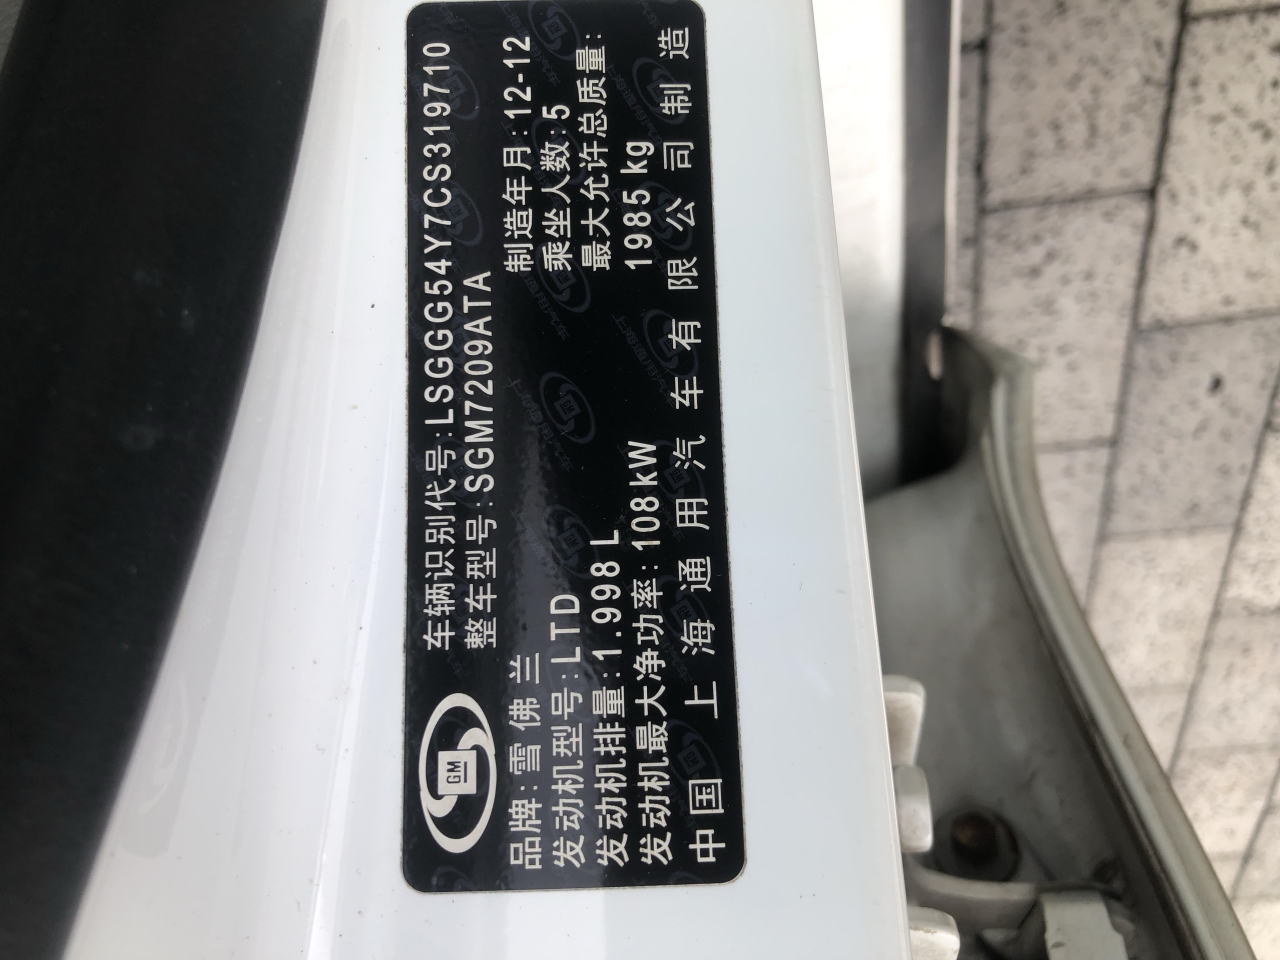 车辆识别代号:LSGGG54Y7CS319710
整车型号:SGM7209ATA
GM
品牌:雪佛兰
制造年月:12-12
发动机型号:LTD
乘坐人数:5
发动机排量:1.998 L
最大允许总质量:
发动机最大净功率:108kW
1985 kg
中国上海通用汽车有限公司制造